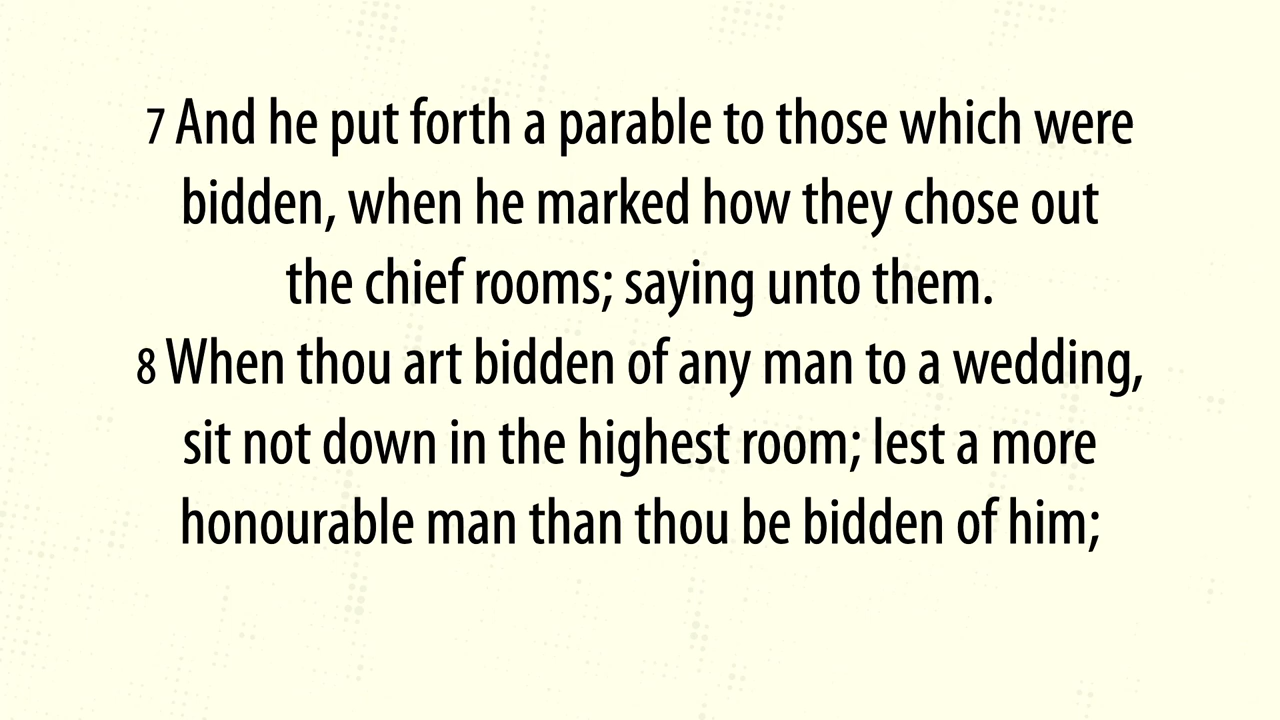 7 And he put forth a parable to those which were
bidden, when he marked how they chose out
the chief rooms; saying unto them.
8 When thou art bidden of any man to a wedding,
sit not down in the highest room; lest a more
honourable man than thou be bidden of him;